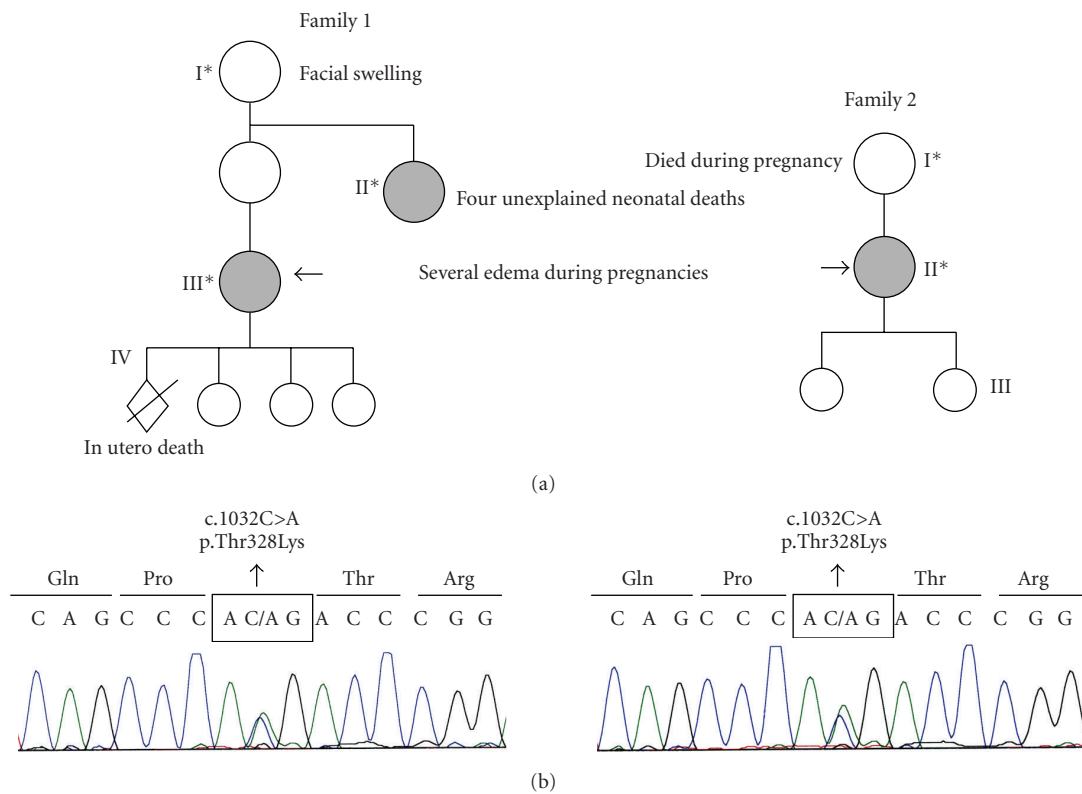 Family 1
I* Facial swelling
II* Four unexplained neonatal deaths
III*
IV
In utero death
Several edema during pregnancies
Family 2
Died during pregnancy I*
II*
III
(a)
c.1032C>A
p.Thr328Lys
Gln Pro Thr Arg
C A G C C C A C/A G A C C C G G
c.1032C>A
p.Thr328Lys
Gln Pro Thr Arg
C A G C C C A C/A G A C C C G G
(b)